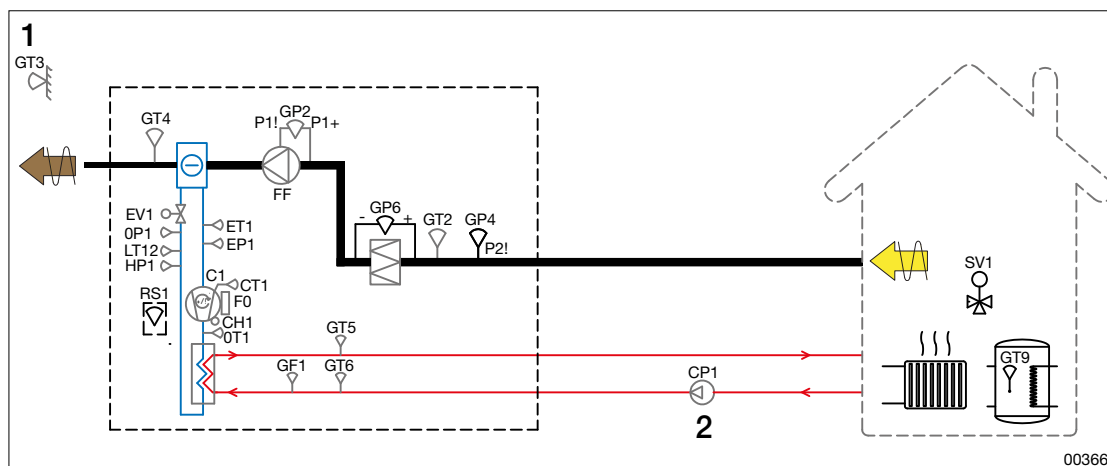 1
GT3
GT4
GP2
P1! P1+
FF
EV1
0P1
LT12
HP1
ET1
EP1
GP6
- +
GT2
GP4
P2!
SV1
C1
CT1
F0
RS1
CH1
0T1
GT5
GF1
GT6
CP1
2
GT9
00366